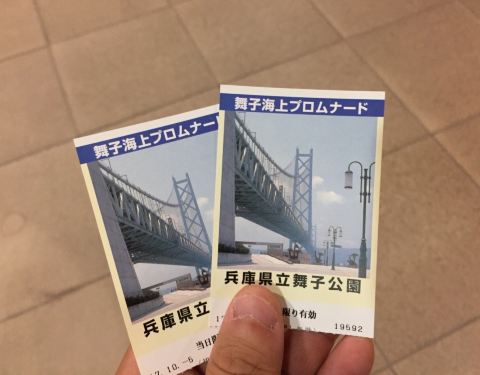 舞子海上プロムナード
兵庫県立
当日
7.10.-6
舞子海上プロムナード
兵庫県立舞子公園
限り有効
19592